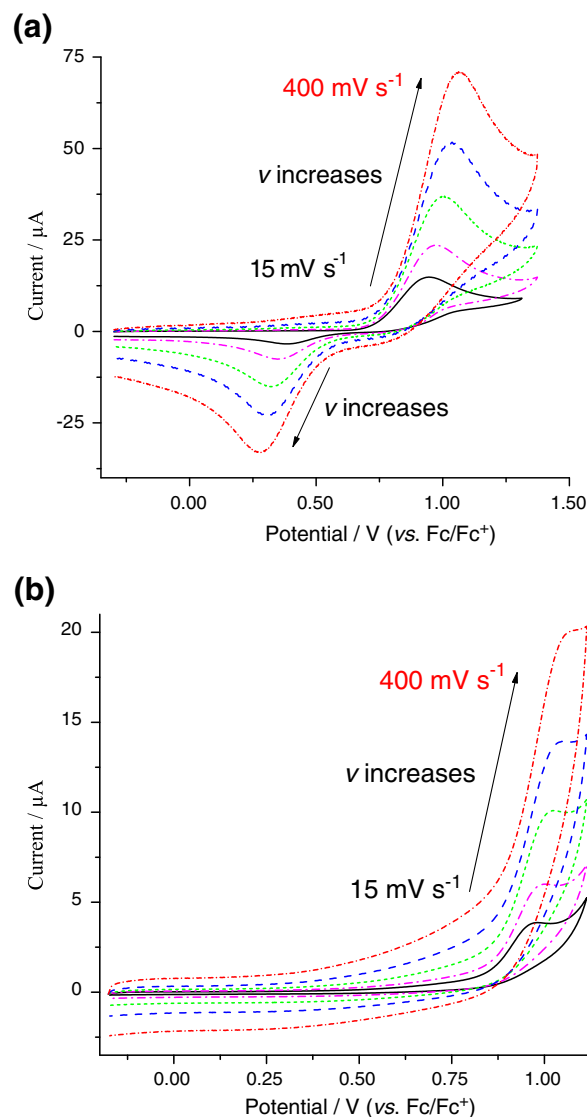 (a)
75
400 mV s⁻¹
50
v increases
25
15 mV s⁻¹
0
v increases
-25
Current / μA
0.00 0.50 1.00 1.50
Potential / V (vs. Fc/Fc⁺)
(b)
20
400 mV s⁻¹
15
v increases
10
15 mV s⁻¹
5
0
Current / μA
0.00 0.25 0.50 0.75 1.00
Potential / V (vs. Fc/Fc⁺)